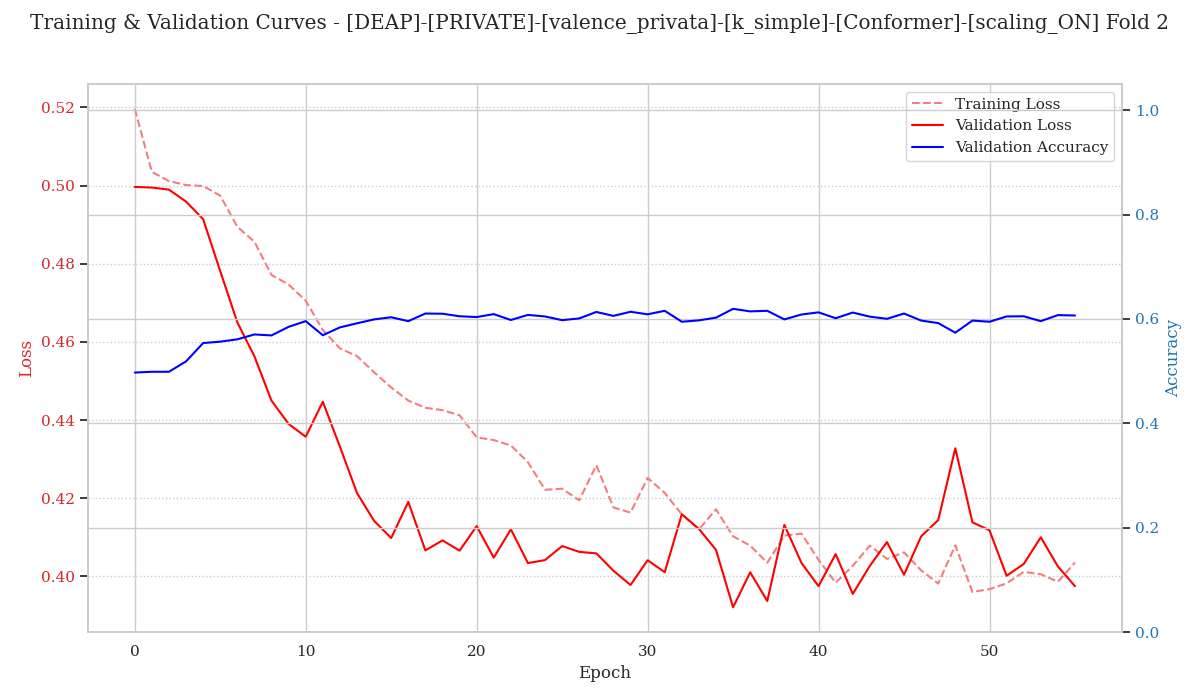 Training & Validation Curves - [DEAP]-[PRIVATE]-[valence_privata]-[k_simple]-[Conformer]-[scaling_ON] Fold 2
Training Loss
Validation Loss
Validation Accuracy
0.52
0.50
0.48
0.46
0.44
0.42
0.40
Loss
1.0
0.8
0.6
0.4
0.2
0.0
Accuracy
0
10
20
30
40
50
Epoch